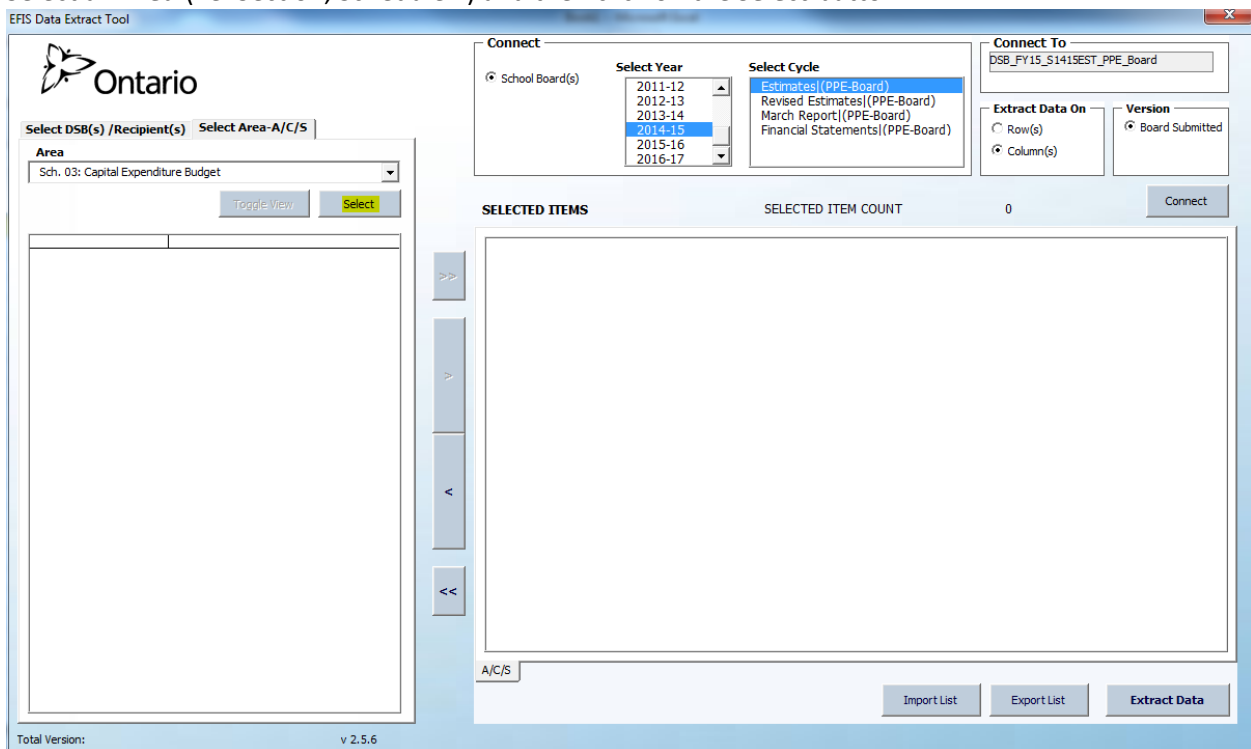 EFIS Data Extract Tool
Ontario
Select DSB(s) /Recipient(s)
Select Area-A/C/S
Area
Sch. 03: Capital Expenditure Budget
Toggle View
Select
Connect
School Board(s)
Select Year
2011-12
2012-13
2013-14
2014-15
2015-16
2016-17
Select Cycle
Estimates|(PPE-Board)
Revised Estimates|(PPE-Board)
March Report|(PPE-Board)
Financial Statements|(PPE-Board)
Connect To
DSB_FY15_S1415EST_PPE_Board
Extract Data On
Row(s)
Column(s)
Version
Board Submitted
SELECTED ITEMS
SELECTED ITEM COUNT
0
Connect
>>
>
<
<<
A/C/S
Import List
Export List
Extract Data
Total Version:
v 2.5.6